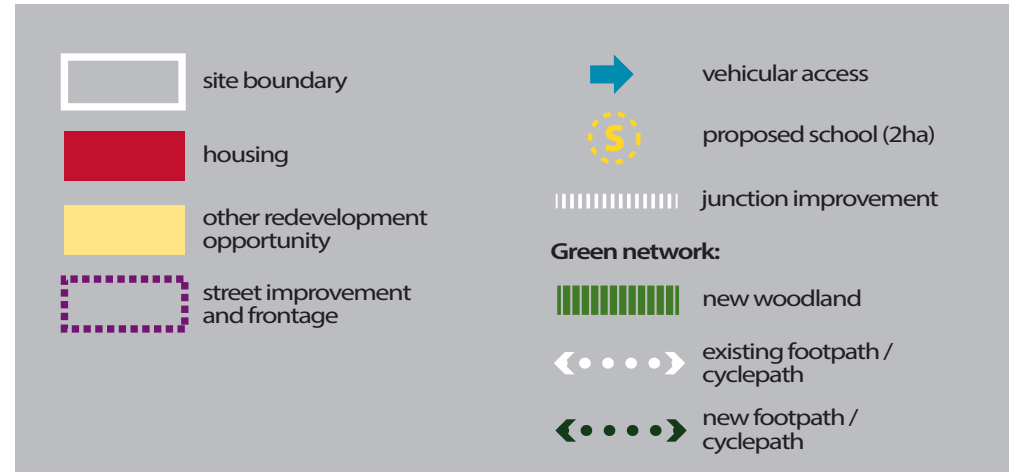 site boundary
housing
other redevelopment
opportunity
street improvement
and frontage
vehicular access
S
proposed school (2ha)
junction improvement
Green network:
new woodland
existing footpath /
cyclepath
new footpath /
cyclepath